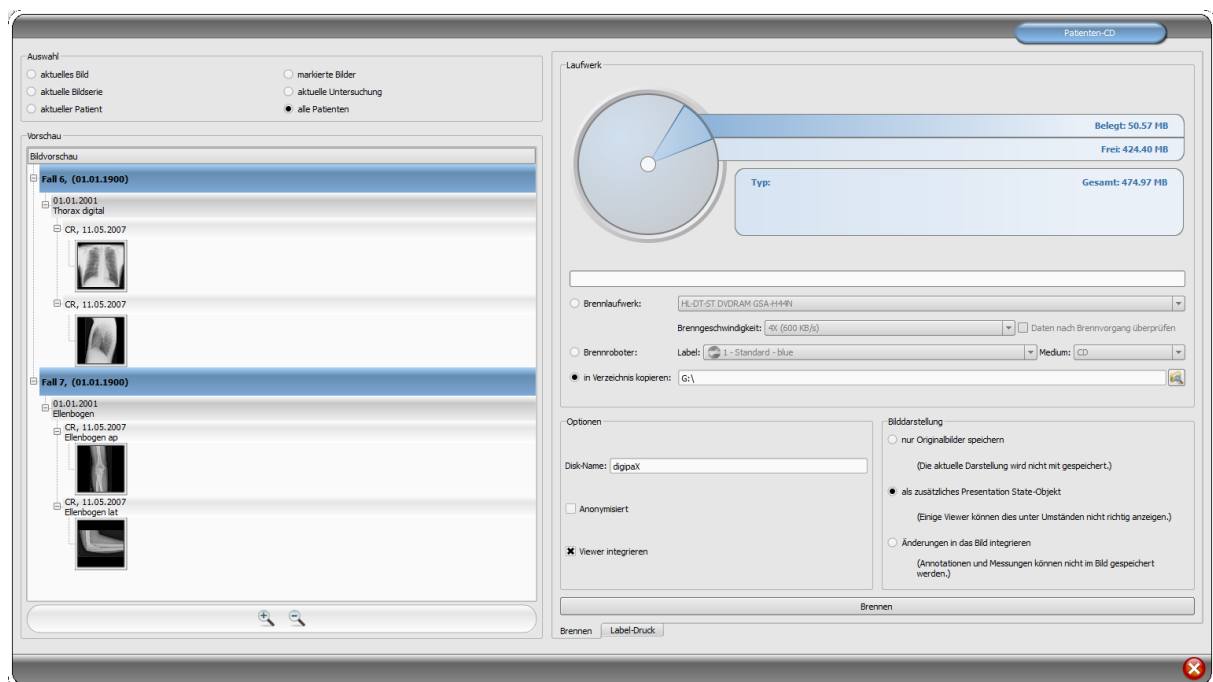 Patienten-CD
Auswahl
aktuelles Bild
markierte Bilder
aktuelle Bildserie
aktuelle Untersuchung
aktueller Patient
alle Patienten
Vorschau
Bildvorschau
Fall 6, (01.01.1900)
01.01.2001
Thorax digital
CR, 11.05.2007
CR, 11.05.2007
Fall 7, (01.01.1900)
01.01.2001
Ellenbogen
CR, 11.05.2007
Ellenbogen ap
CR, 11.05.2007
Ellenbogen lat
Laufwerk
Belegt: 50.57 MB
Frei: 424.40 MB
Typ:
Gesamt: 474.97 MB
Brennlaufwerk:
HL-DT-ST DVDRAM GSA-H44N
Brenngeschwindigkeit:
4X (600 KB/s)
Daten nach Brennvorgang überprüfen
Brennroboter:
Label:
1 - Standard - blue
Medium:
CD
in Verzeichnis kopieren:
G:\
Optionen
Disk-Name:
digipaX
Anonymisiert
Viewer integrieren
Bilddarstellung
nur Originalbilder speichern
(Die aktuelle Darstellung wird nicht mit gespeichert.)
als zusätzliches Presentation State-Objekt
(Einige Viewer können dies unter Umständen nicht richtig anzeigen.)
Änderungen in das Bild integrieren
(Annotationen und Messungen können nicht im Bild gespeichert
werden.)
Brennen
Brennen
Label-Druck